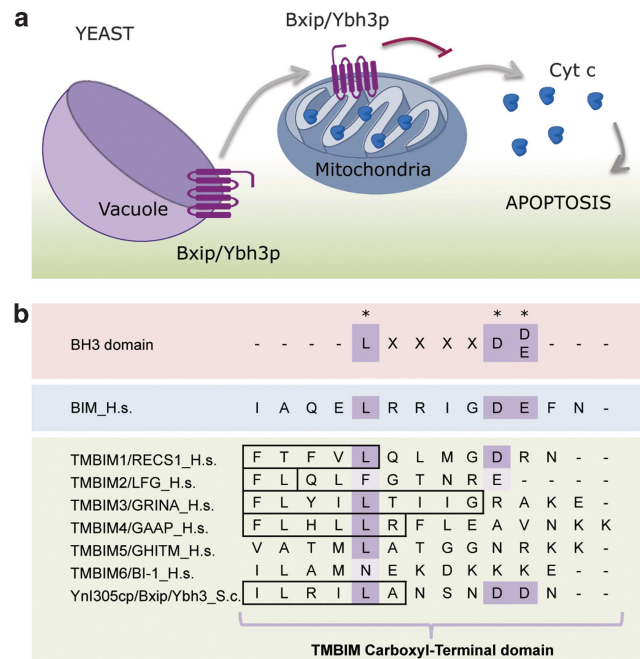 a
YEAST
Bxip/Ybh3p
Cyt c
Mitochondria
Vacuole
APOPTOSIS
Bxip/Ybh3p
b
* * *
BH3 domain - - - - L X X X X D D E - - -
BIM_H.s. I A Q E L R R I G D E F N -
TMBIM1/RECS1_H.s. F T F V L Q L M G D R N -
TMBIM2/LFG_H.s. F L Q L F G T N R E - - - -
TMBIM3/GRINA_H.s. F L Y I L T I I G R A K E -
TMBIM4/GAAP_H.s. F L H L L R F L E A V N K K
TMBIM5/GHITM_H.s. V A T M L A T G G N R K K -
TMBIM6/BI-1_H.s. I L A M N E K D K K K E - -
Ynl305cp/Bxip/Ybh3_S.c. I L R I L A N S N D D N - -
TMBIM Carboxyl-Terminal domain